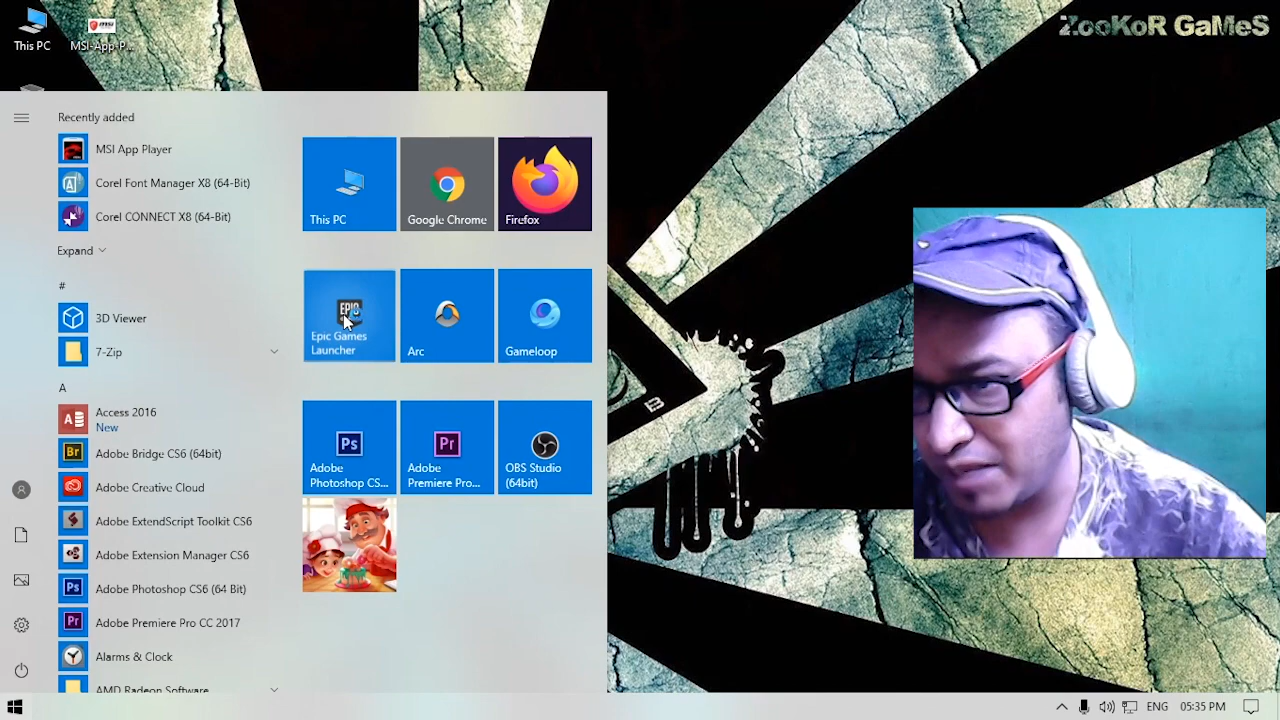 ZooKoR GaMeS
This PC
MSI-App-P...
Recently added
MSI App Player
Corel Font Manager X8 (64-Bit)
Corel CONNECT X8 (64-Bit)
Expand
#
3D Viewer
7-Zip
A
Access 2016
New
Adobe Bridge CS6 (64bit)
Adobe Creative Cloud
Adobe ExtendScript Toolkit CS6
Adobe Extension Manager CS6
Adobe Photoshop CS6 (64 Bit)
Adobe Premiere Pro CC 2017
Alarms & Clock
AMD Radeon Software
This PC
Google Chrome
Firefox
EPIC
Epic Games
Launcher
Arc
Gameloop
Ps
Adobe
Photoshop CS...
Pr
Adobe
Premiere Pro...
OBS Studio
(64bit)
ENG
05:35 PM